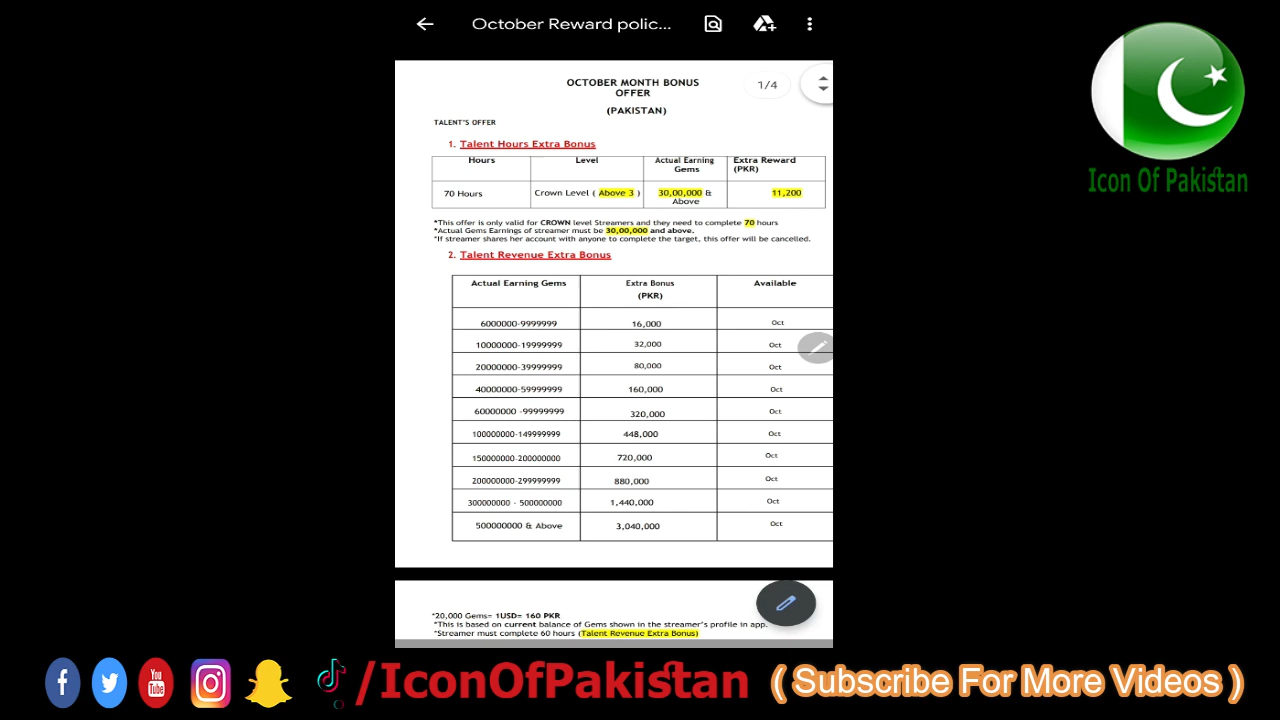 October Reward polic...
1/4
OCTOBER MONTH BONUS
OFFER
(PAKISTAN)
TALENT'S OFFER
1. Talent Hours Extra Bonus
Hours Level Actual Earning Gems Extra Reward (PKR)
70 Hours Crown Level ( Above 3 ) 30,00,000 & Above 11,200
*This offer is only valid for CROWN level Streamers and they need to complete 70 hours
*Actual Gems Earnings of streamer must be 30,00,000 and above.
*If streamer shares her account with anyone to complete the target, this offer will be cancelled.
2. Talent Revenue Extra Bonus
Actual Earning Gems Extra Bonus (PKR) Available
6000000-9999999 16,000 Oct
10000000-19999999 32,000 Oct
20000000-39999999 80,000 Oct
40000000-59999999 160,000 Oct
60000000 -99999999 320,000 Oct
100000000-149999999 448,000 Oct
150000000-200000000 720,000 Oct
200000000-299999999 880,000 Oct
300000000 - 500000000 1,440,000 Oct
500000000 & Above 3,040,000 Oct
*20,000 Gems= 1USD= 160 PKR
*This is based on current balance of Gems shown in the streamer's profile in app.
*Streamer must complete 60 hours (Talent Revenue Extra Bonus)
Icon Of Pakistan
You
Tube
/IconOfPakistan ( Subscribe For More Videos )